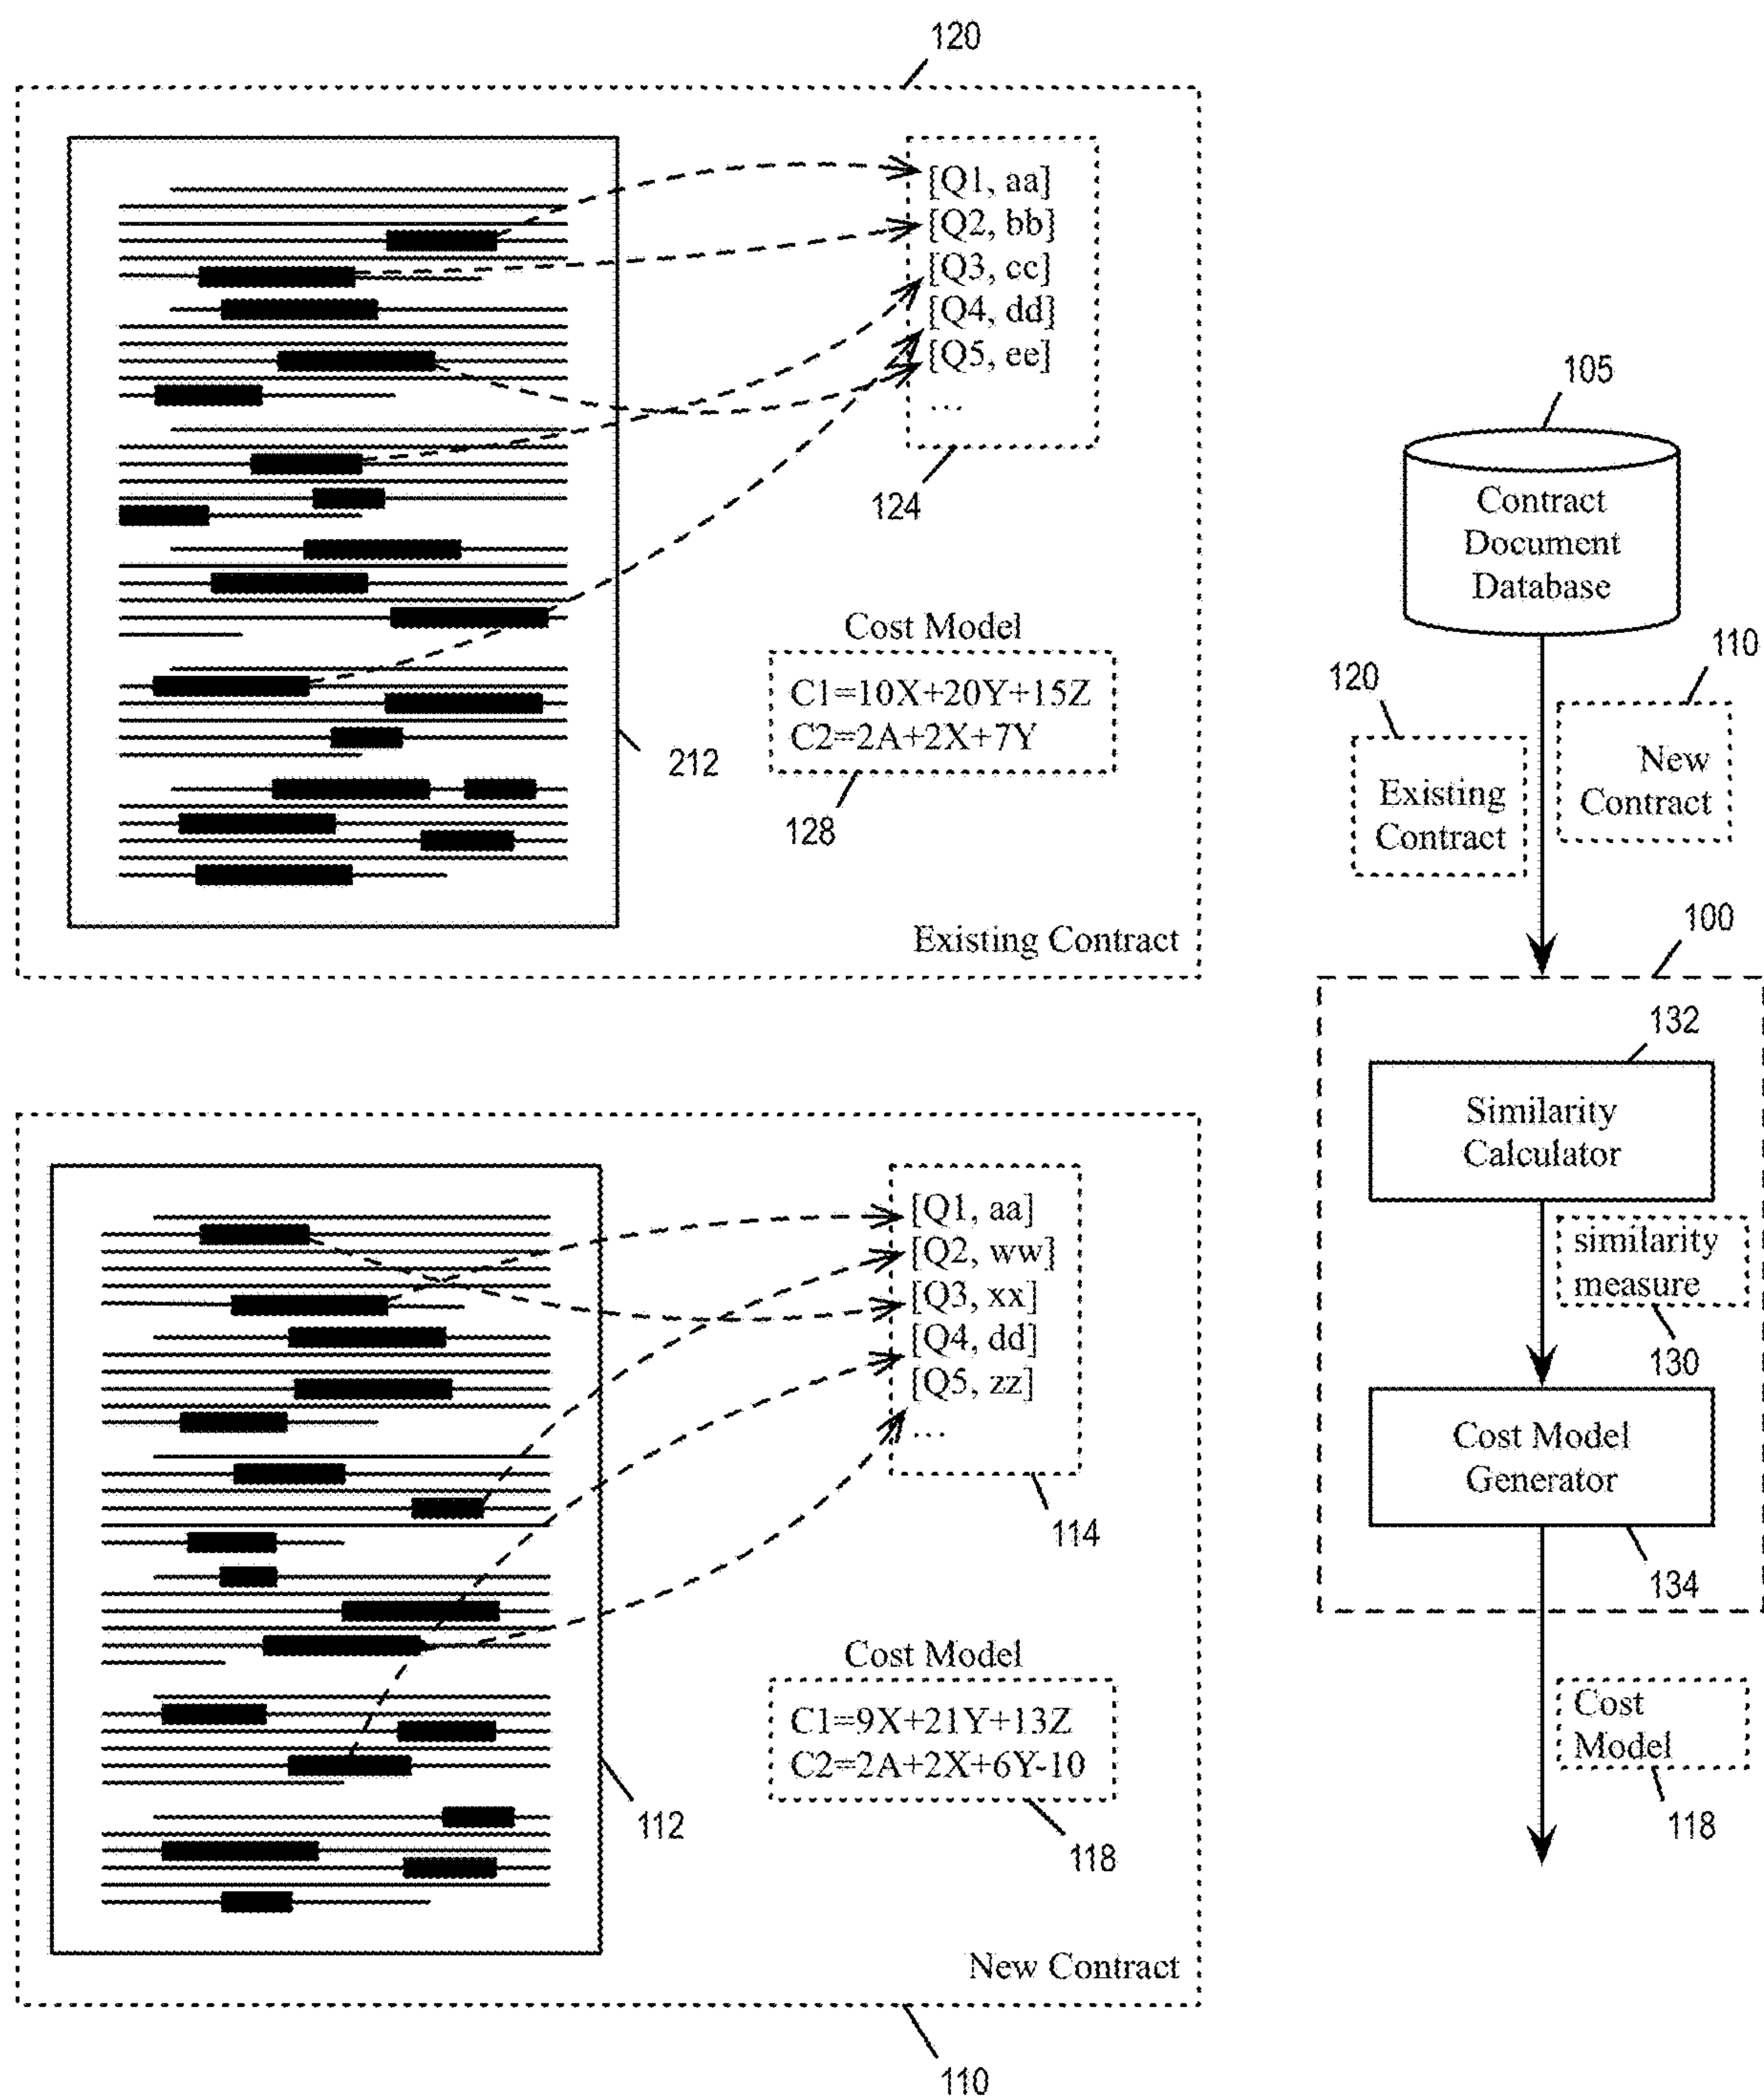 120
[Q1, aa]
[Q2, bb]
[Q3, cc]
[Q4, dd]
[Q5, ee]
...
124
Cost Model
C1=10X+20Y+15Z
C2=2A+2X+7Y
128
212
Existing Contract
[Q1, aa]
[Q2, ww]
[Q3, xx]
[Q4, dd]
[Q5, zz]
...
114
Cost Model
C1=9X+21Y+13Z
C2=2A+2X+6Y-10
118
112
New Contract
110
105
Contract
Document
Database
120
Existing
Contract
110
New
Contract
100
132
Similarity
Calculator
similarity
measure
130
Cost Model
Generator
134
Cost
Model
118